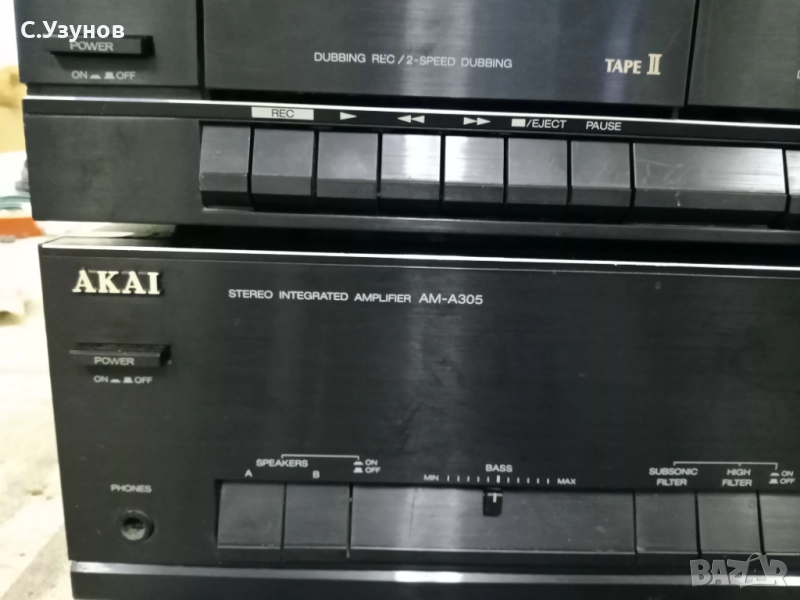 С.Узунов
POWER
ON OFF
DUBBING REC/2-SPEED DUBBING
TAPE II
REC
/EJECT PAUSE
AKAI
STEREO INTEGRATED AMPLIFIER AM-A305
POWER
ON OFF
SPEAKERS
A B
ON
OFF
BASS
MIN MAX
SUBSONIC FILTER
HIGH FILTER
ON
OFF
PHONES
BAZAR